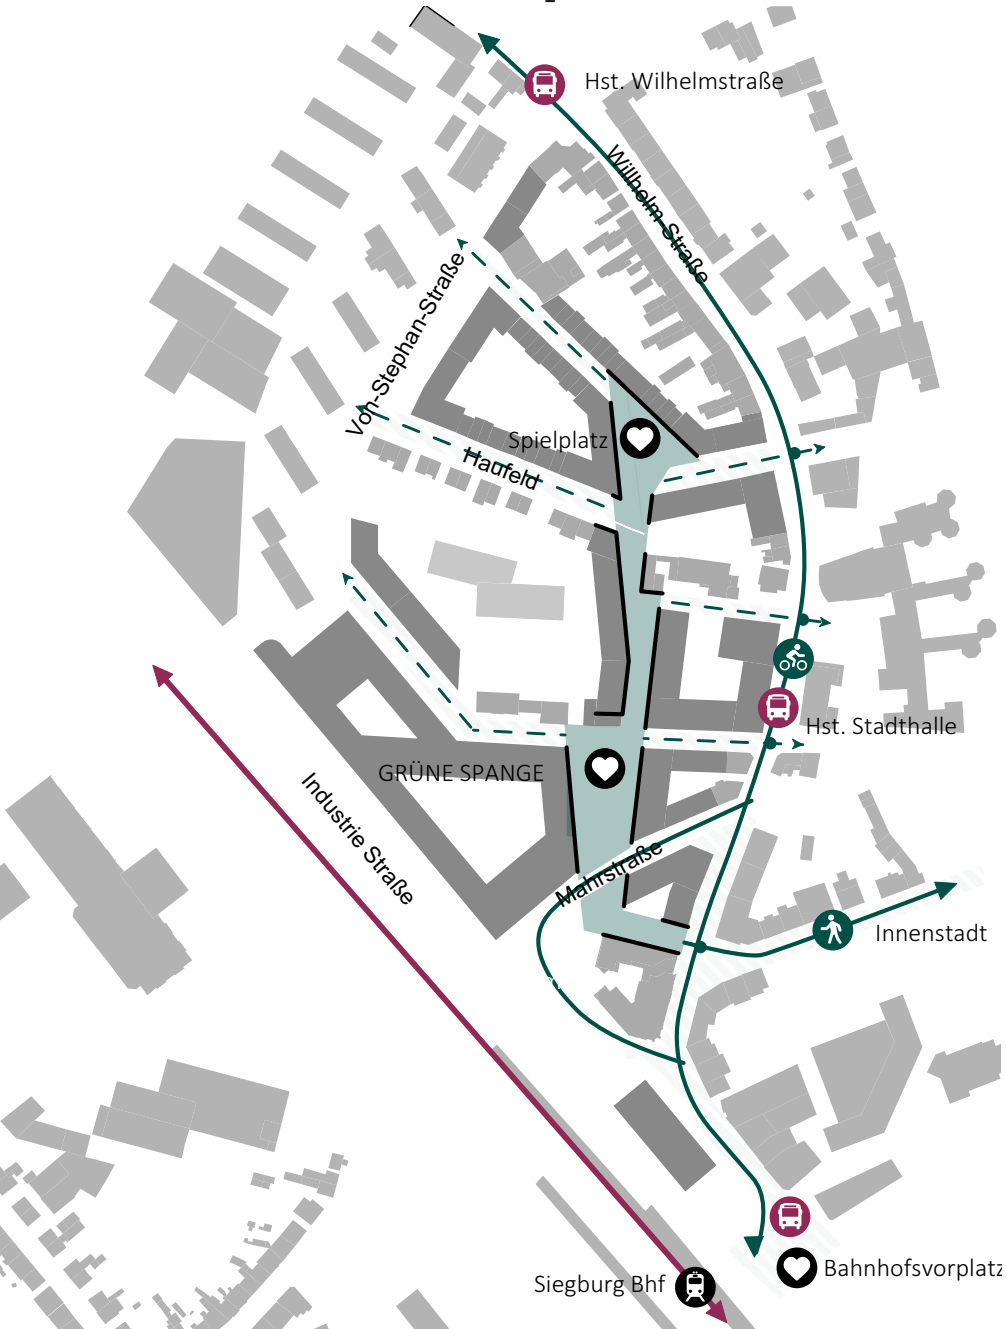 Hst. Wilhelmstraße
Willhelm-Straße
Von-Stephan-Straße
Spielplatz
Haufeld
Hst. Stadthalle
GRÜNE SPANGE
Industrie Straße
Mahrstraße
Innenstadt
Siegburg Bhf
Bahnhofsvorplatz